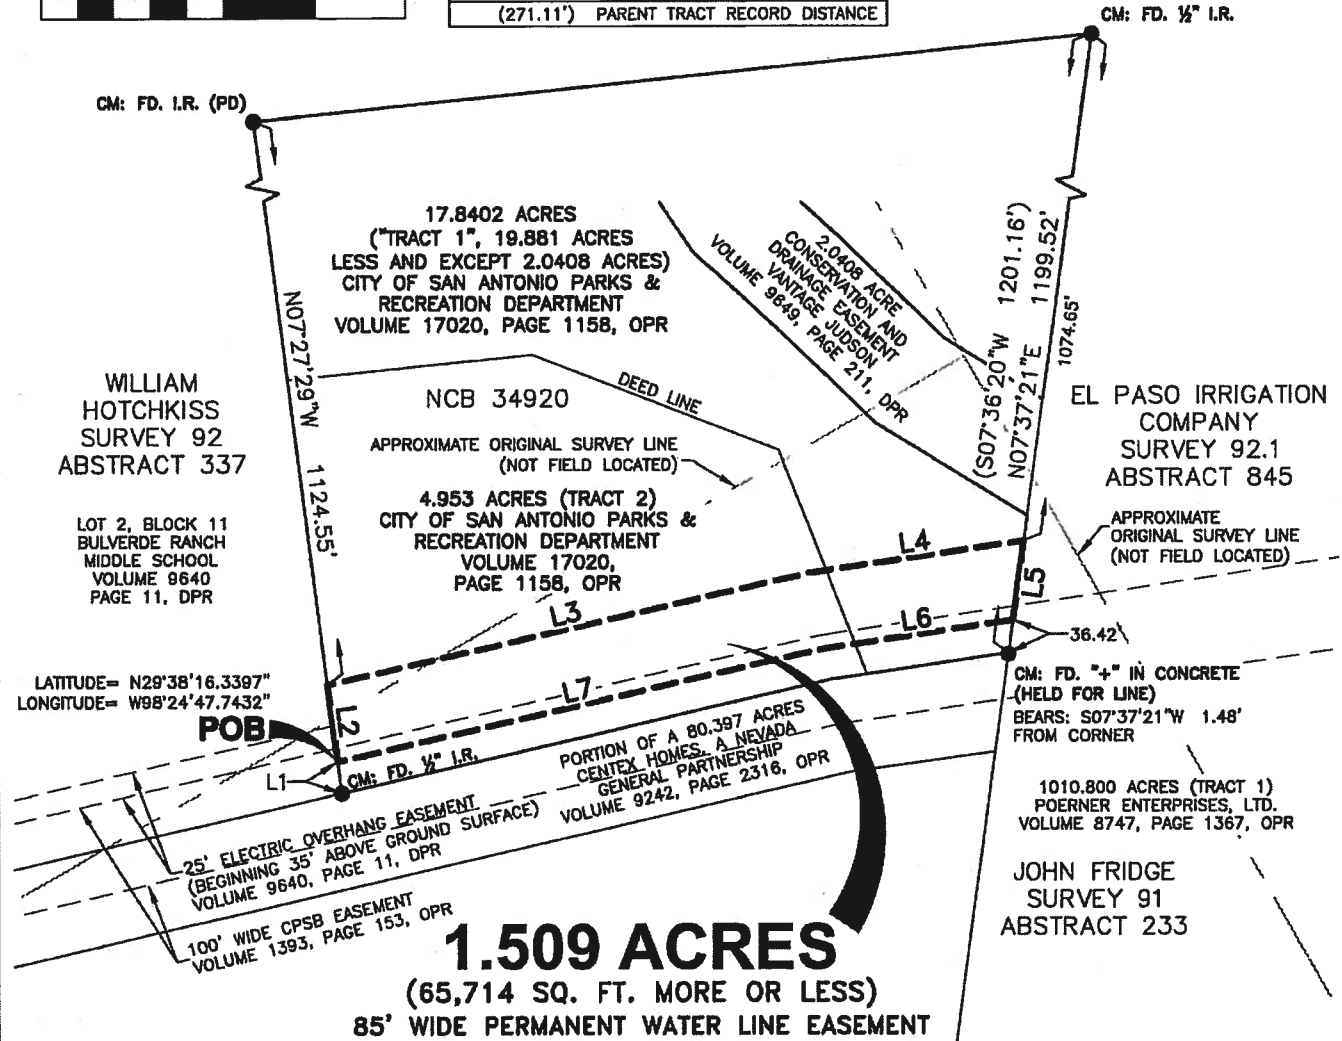 (271.11') PARENT TRACT RECORD DISTANCE
CM: FD. ½" I.R.
CM: FD. I.R. (PD)
17.8402 ACRES
("TRACT 1", 19.881 ACRES
LESS AND EXCEPT 2.0408 ACRES)
CITY OF SAN ANTONIO PARKS &
RECREATION DEPARTMENT
VOLUME 17020, PAGE 1158, OPR
2.0408 ACRE
CONSERVATION AND
DRAINAGE EASEMENT
VANTAGE JUDSON
VOLUME 9649, PAGE 211, DPR
(S07°36'20"W 1201.16')
N07°37'21"E 1199.52'
1074.65'
N07°27'29"W 1124.55'
WILLIAM
HOTCHKISS
SURVEY 92
ABSTRACT 337
NCB 34920
DEED LINE
EL PASO IRRIGATION
COMPANY
SURVEY 92.1
ABSTRACT 845
APPROXIMATE ORIGINAL SURVEY LINE
(NOT FIELD LOCATED)
4.953 ACRES (TRACT 2)
CITY OF SAN ANTONIO PARKS &
RECREATION DEPARTMENT
VOLUME 17020,
PAGE 1158, OPR
LOT 2, BLOCK 11
BULVERDE RANCH
MIDDLE SCHOOL
VOLUME 9640
PAGE 11, DPR
APPROXIMATE
ORIGINAL SURVEY LINE
(NOT FIELD LOCATED)
L4
L5
L3
L6
36.42'
LATITUDE= N29°38'16.3397"
LONGITUDE= W98°24'47.7432"
POB
L2
L7
L1
CM: FD. ½" I.R.
CM: FD. "+" IN CONCRETE
(HELD FOR LINE)
BEARS: S07°37'21"W 1.48'
FROM CORNER
PORTION OF A 80.397 ACRES
CENTEX HOMES, A NEVADA
GENERAL PARTNERSHIP
VOLUME 9242, PAGE 2316, OPR
25' ELECTRIC OVERHANG EASEMENT
(BEGINNING 35' ABOVE GROUND SURFACE)
VOLUME 9640, PAGE 11, DPR
1010.800 ACRES (TRACT 1)
POERNER ENTERPRISES, LTD.
VOLUME 8747, PAGE 1367, OPR
JOHN FRIDGE
SURVEY 91
ABSTRACT 233
100' WIDE CPSB EASEMENT
VOLUME 1393, PAGE 153, OPR
1.509 ACRES
(65,714 SQ. FT. MORE OR LESS)
85' WIDE PERMANENT WATER LINE EASEMENT